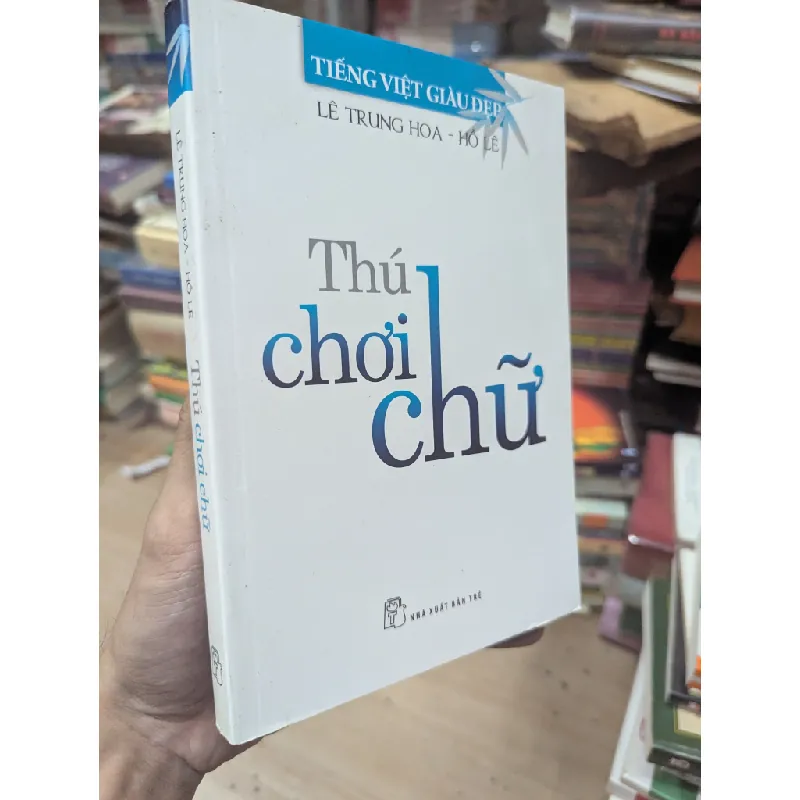 TIẾNG VIỆT GIÀU ĐẸP
LÊ TRUNG HOA - HỒ LÊ
Thú
chơi
chữ
NHÀ XUẤT BẢN TRẺ
LÊ TRUNG HOA - HỒ LÊ
Thú chơi chữ